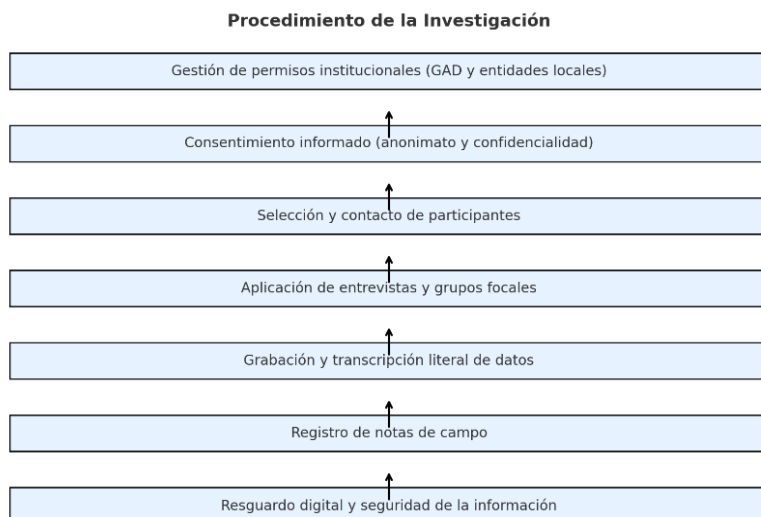 Procedimiento de la Investigación
Gestión de permisos institucionales (GAD y entidades locales)
Consentimiento informado (anonimato y confidencialidad)
Selección y contacto de participantes
Aplicación de entrevistas y grupos focales
Grabación y transcripción literal de datos
Registro de notas de campo
Resguardo digital y seguridad de la información